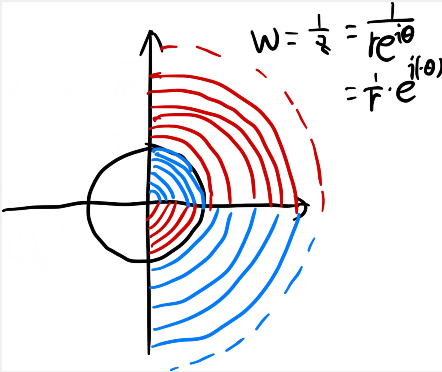 W = 1/z = 1/(re^{iθ})
= 1/r · e^{i(-θ)}